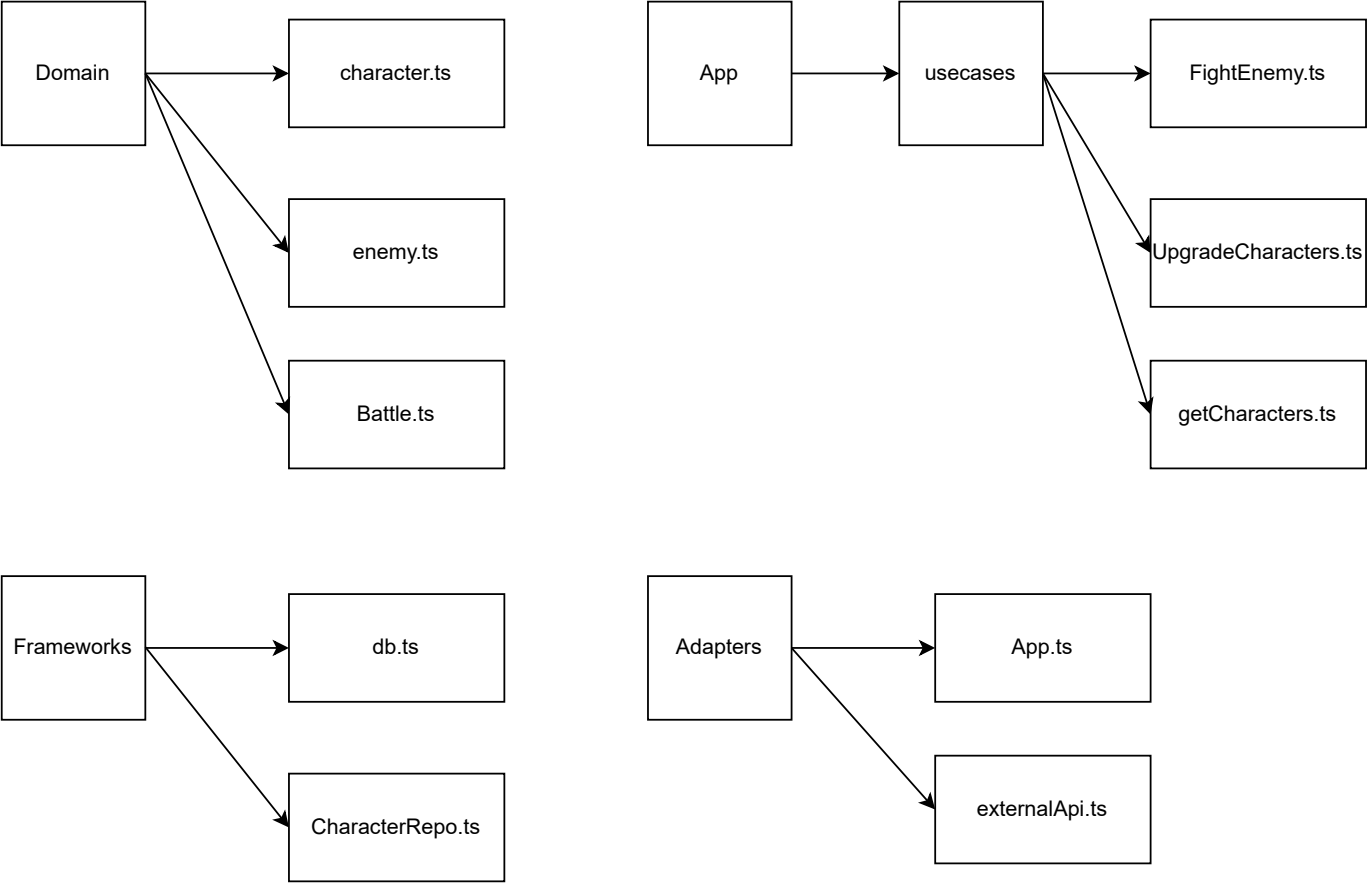 Domain
character.ts
enemy.ts
Battle.ts
App
usecases
FightEnemy.ts
UpgradeCharacters.ts
getCharacters.ts
Frameworks
db.ts
CharacterRepo.ts
Adapters
App.ts
externalApi.ts